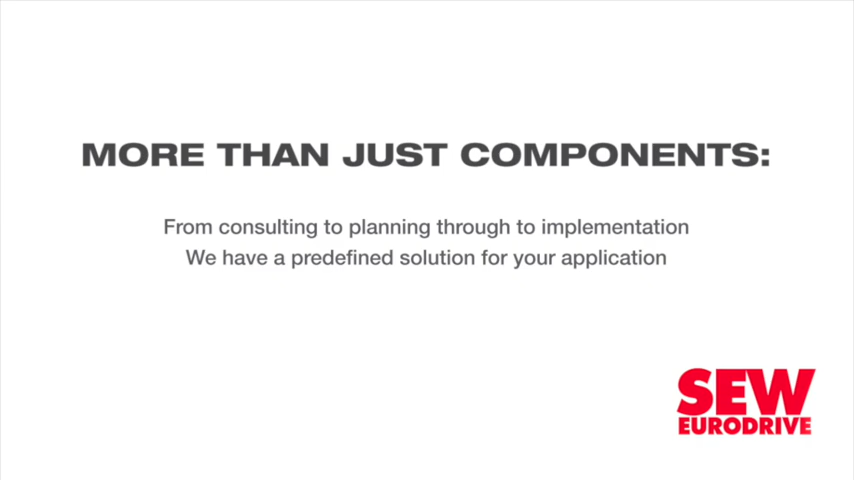 MORE THAN JUST COMPONENTS:
From consulting to planning through to implementation
We have a predefined solution for your application
SEW
EURODRIVE